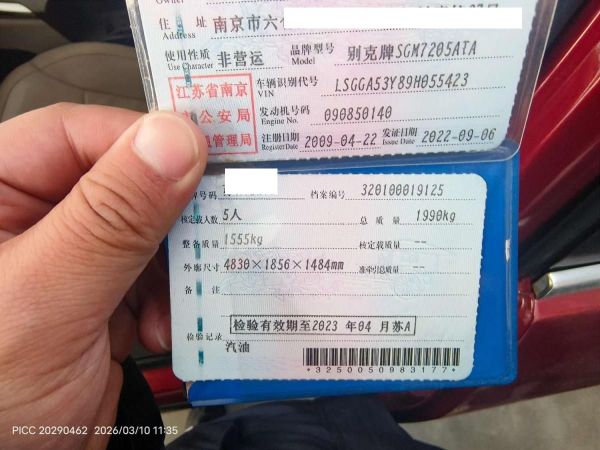 Owner
住 址 南京市六
Address
使用性质 非营运 品牌型号 别克牌SGM7205ATA
Use Character Model
江苏省南京 车辆识别代号 LSGGA53Y89H055423
VIN
公安局 发动机号码 090850140
Engine No.
管理局 注册日期 2009-04-22 发证日期 2022-09-06
Register Date Issue Date
牌号码 档案编号 320100019125
核定载人数 5人 总质量 1990kg
整备质量 1555kg 核定载质量 --
外廓尺寸 4830×1856×1484mm 准牵引总质量 --
备 注
检验有效期至2023 年04 月苏A
检验记录
汽油
*3250050983177*
PICC 20290462 2026/03/10 11:35